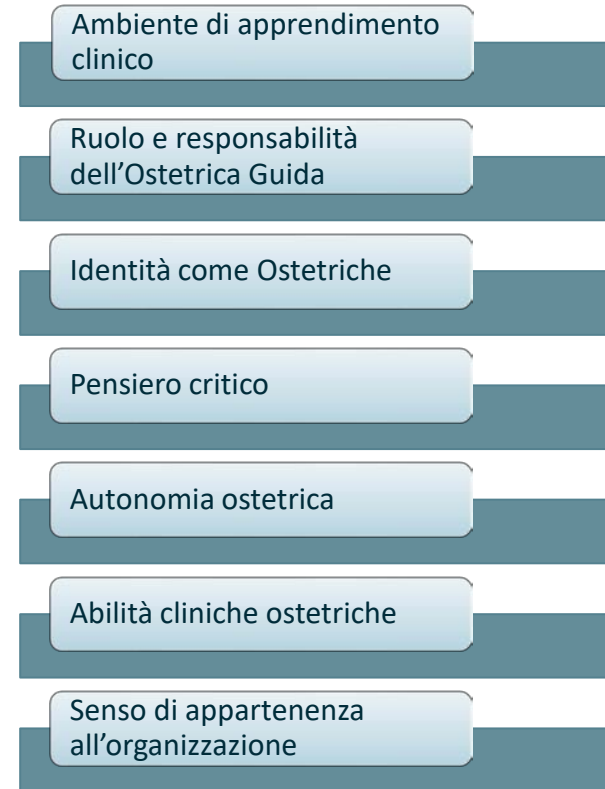 Ambiente di apprendimento
clinico
Ruolo e responsabilità
dell’Ostetrica Guida
Identità come Ostetriche
Pensiero critico
Autonomia ostetrica
Abilità cliniche ostetriche
Senso di appartenenza
all’organizzazione